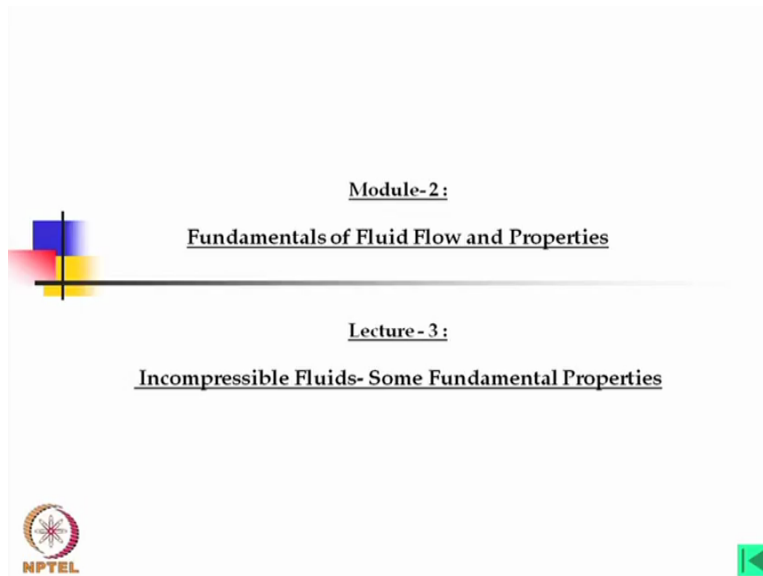 Module-2 :
Fundamentals of Fluid Flow and Properties
Lecture - 3 :
Incompressible Fluids- Some Fundamental Properties
NPTEL